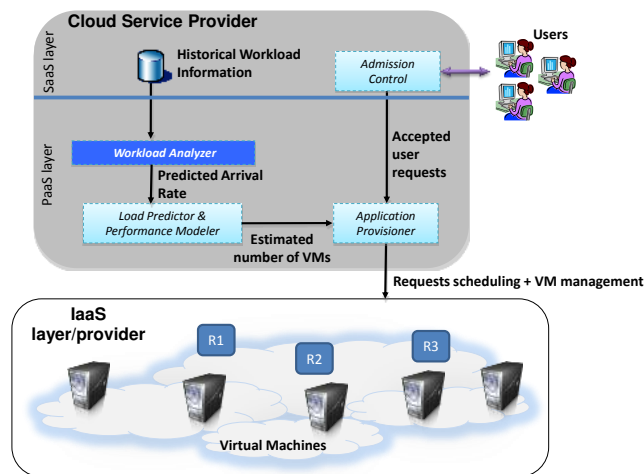 Cloud Service Provider
SaaS layer
Historical Workload
Information
Admission
Control
Users
PaaS layer
Workload Analyzer
Predicted Arrival
Rate
Accepted
user
requests
Load Predictor &
Performance Modeler
Estimated
number of VMs
Application
Provisioner
Requests scheduling + VM management
IaaS
layer/provider
R1
R2
R3
Virtual Machines